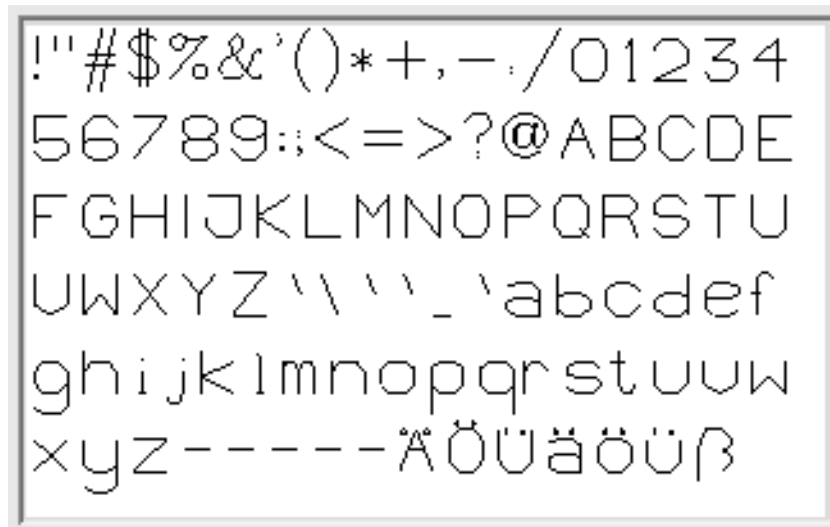 !"#$%&'()*+,-./01234
56789:;<=>?@ABCDE
FGHIJKLMNOPQRSTU
VWXYZ`\``_`abcdef
ghijklmnopqrstuvw
xyz-----ÄÖÜäöüß